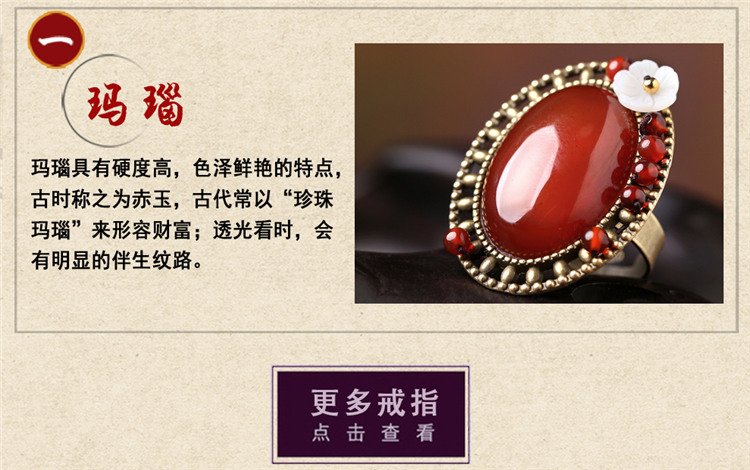 一
玛瑙
玛瑙具有硬度高，色泽鲜艳的特点，
古时称之为赤玉，古代常以“珍珠
玛瑙”来形容财富；透光看时，会
有明显的伴生纹路。
更多戒指
点击查看